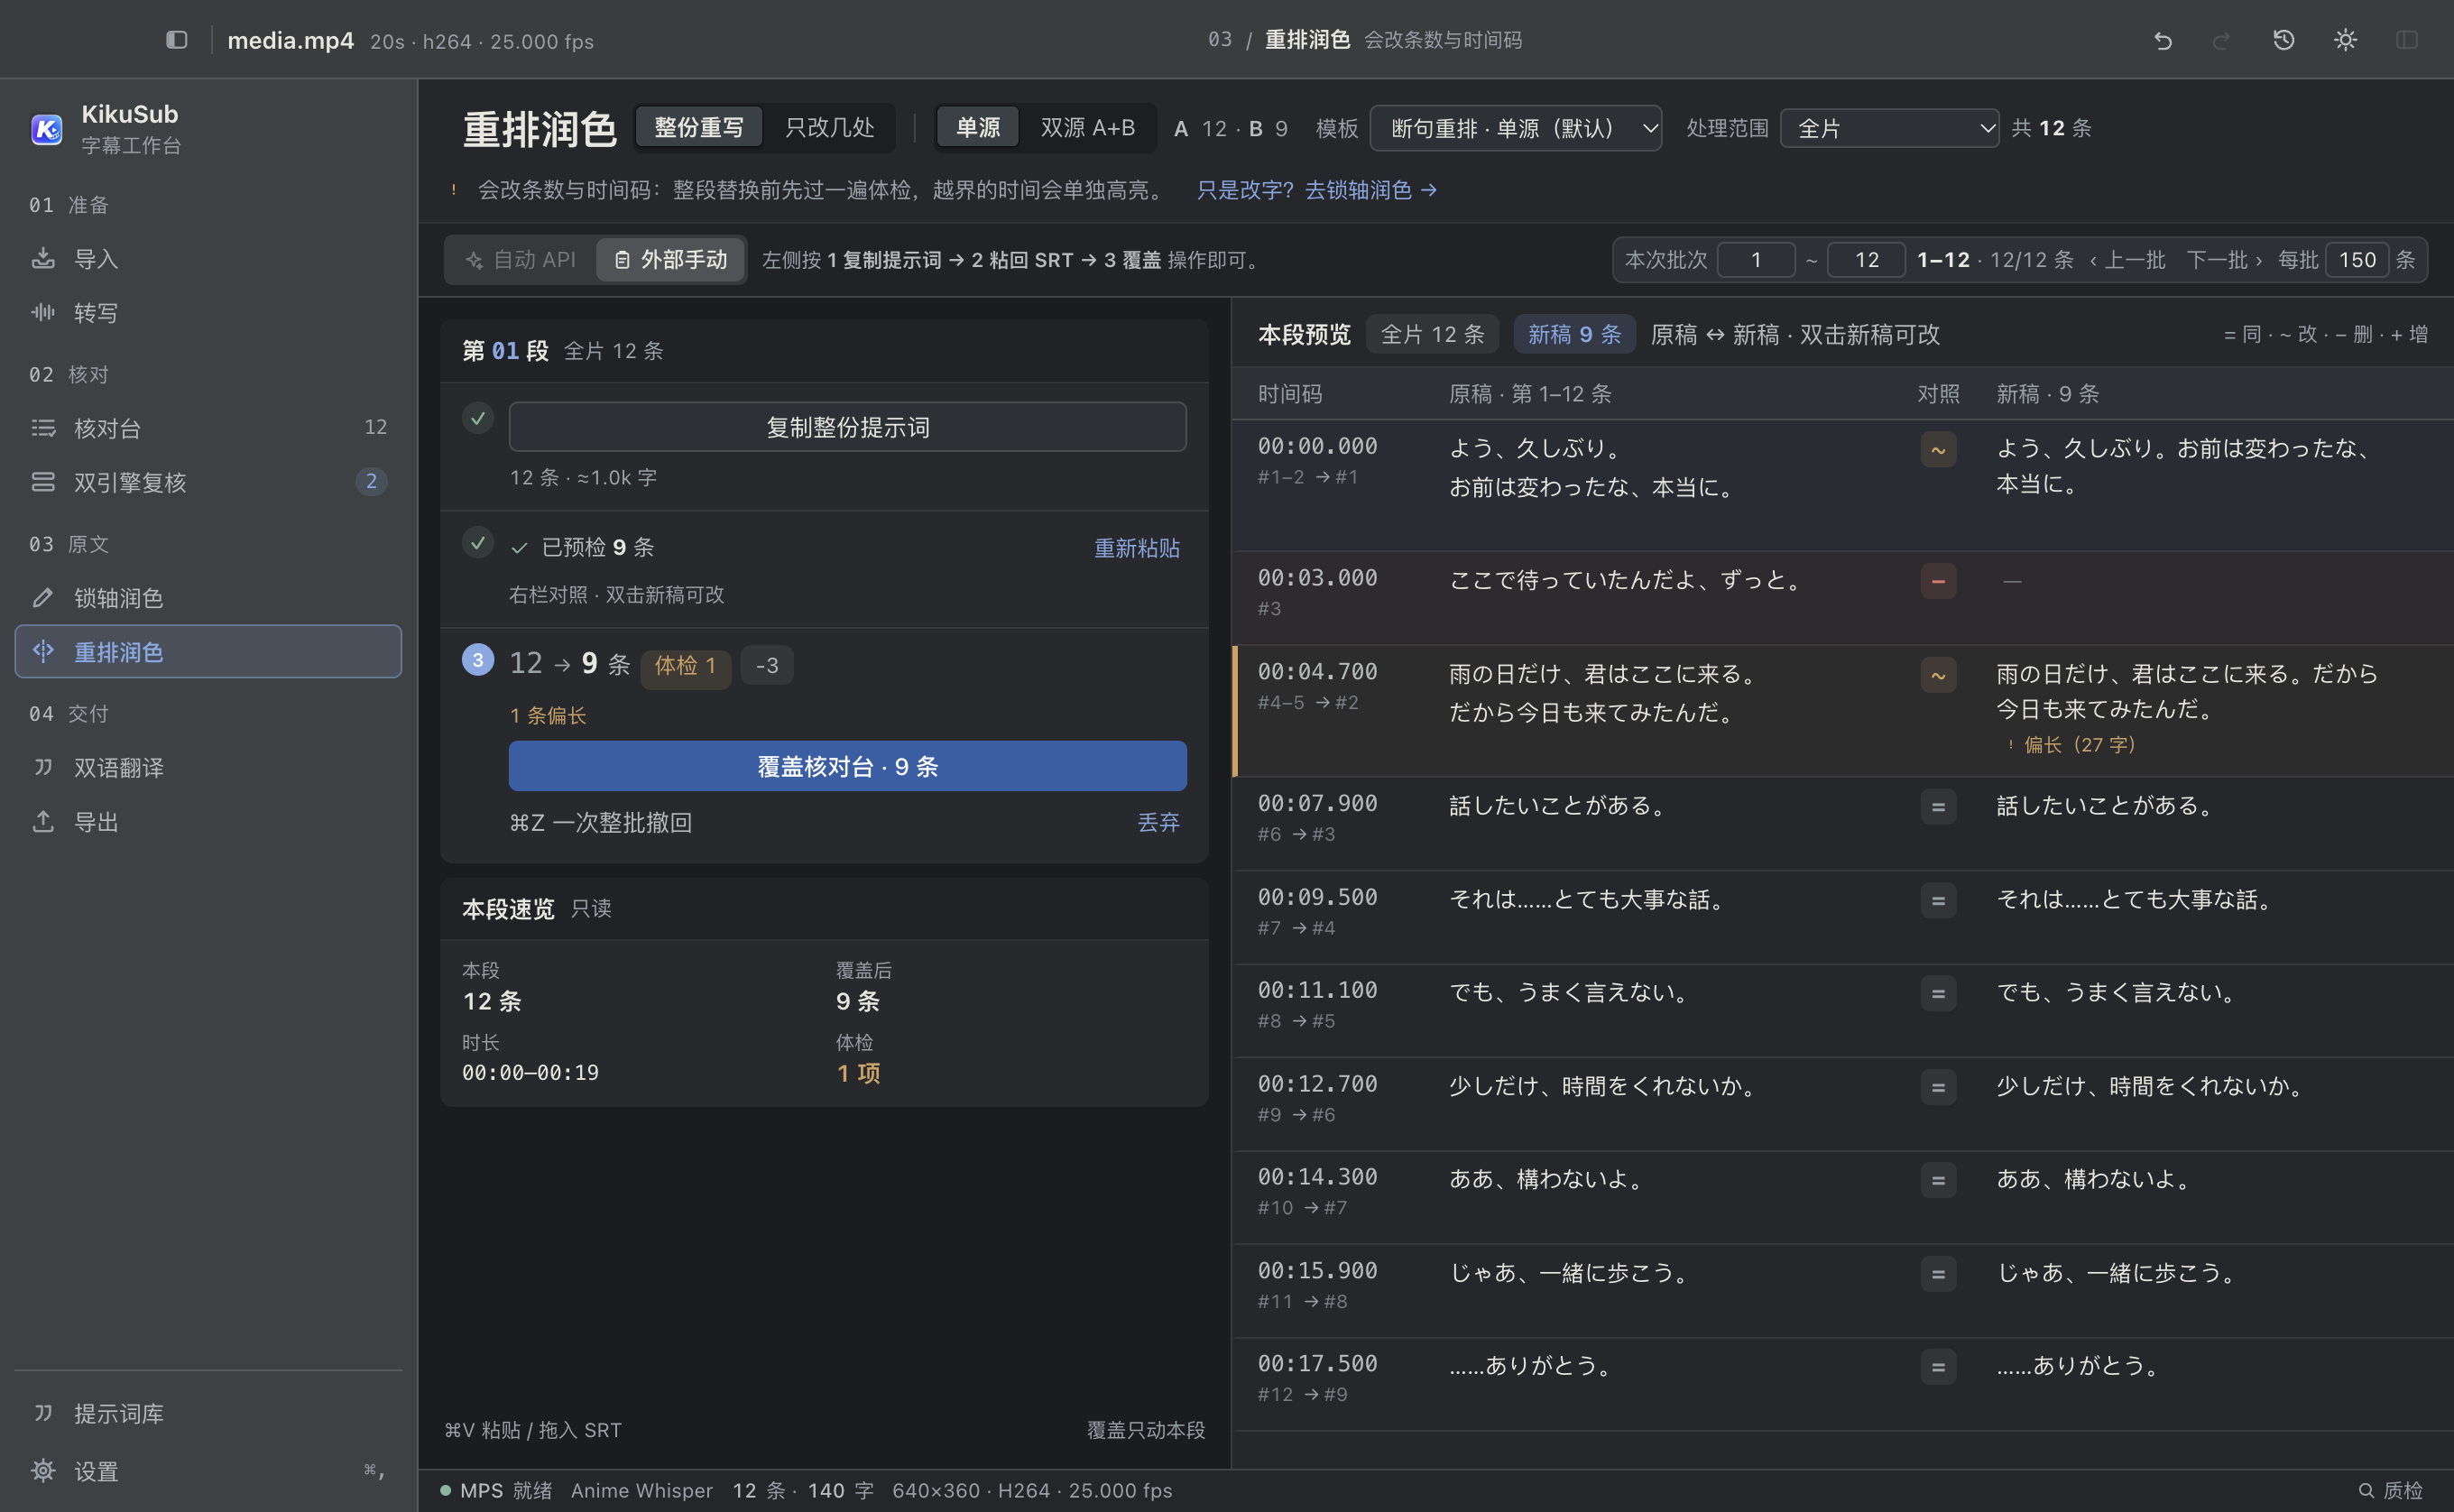 media.mp4 20s · h264 · 25.000 fps
03 / 重排润色 会改条数与时间码
KikuSub
字幕工作台
01 准备
导入
转写
02 核对
核对台 12
双引擎复核 2
03 原文
锁轴润色
重排润色
04 交付
双语翻译
导出
提示词库
设置 ⌘,
重排润色 整份重写 只改几处 单源 双源 A+B A 12 · B 9 模板 断句重排 · 单源（默认） 处理范围 全片 共 12 条
! 会改条数与时间码：整段替换前先过一遍体检，越界的时间会单独高亮。 只是改字？去锁轴润色 →
自动 API 外部手动 左侧按 1 复制提示词 → 2 粘回 SRT → 3 覆盖 操作即可。
本次批次 1 ~ 12 1–12 · 12/12 条 ‹ 上一批 下一批 › 每批 150 条
第 01 段 全片 12 条
复制整份提示词
12 条 · ≈1.0k 字
已预检 9 条 重新粘贴
右栏对照 · 双击新稿可改
3 12 → 9 条 体检 1 -3
1 条偏长
覆盖核对台 · 9 条
⌘Z 一次整批撤回 丢弃
本段速览 只读
本段 覆盖后
12 条 9 条
时长 体检
00:00—00:19 1 项
⌘V 粘贴 / 拖入 SRT 覆盖只动本段
本段预览 全片 12 条 新稿 9 条 原稿 ↔ 新稿 · 双击新稿可改 = 同 · ~ 改 · − 删 · + 增
时间码 原稿 · 第 1–12 条 对照 新稿 · 9 条
00:00.000 よう、久しぶり。 ~ よう、久しぶり。お前は変わったな、
#1–2 →#1 お前は変わったな、本当に。 本当に。
00:03.000 ここで待っていたんだよ、ずっと。 − —
#3
00:04.700 雨の日だけ、君はここに来る。 ~ 雨の日だけ、君はここに来る。だから
#4–5 →#2 だから今日も来てみたんだ。 今日も来てみたんだ。
! 偏长（27 字）
00:07.900 話したいことがある。 = 話したいことがある。
#6 →#3
00:09.500 それは……とても大事な話。 = それは……とても大事な話。
#7 →#4
00:11.100 でも、うまく言えない。 = でも、うまく言えない。
#8 →#5
00:12.700 少しだけ、時間をくれないか。 = 少しだけ、時間をくれないか。
#9 →#6
00:14.300 ああ、構わないよ。 = ああ、構わないよ。
#10 →#7
00:15.900 じゃあ、一緒に歩こう。 = じゃあ、一緒に歩こう。
#11 →#8
00:17.500 ……ありがとう。 = ……ありがとう。
#12 →#9
MPS 就绪 Anime Whisper 12 条 · 140 字 640×360 · H264 · 25.000 fps 质检